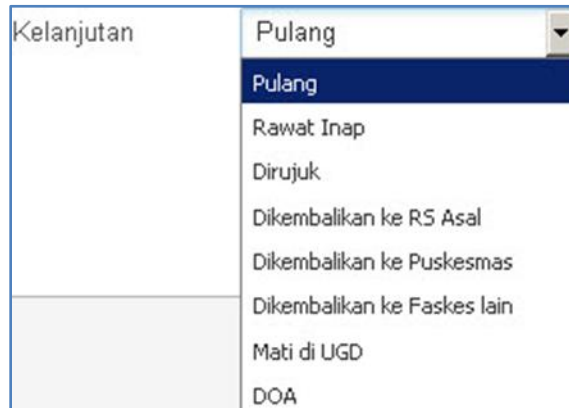 Kelanjutan
Pulang
Pulang
Rawat Inap
Dirujuk
Dikembalikan ke RS Asal
Dikembalikan ke Puskesmas
Dikembalikan ke Faskes lain
Mati di UGD
DOA